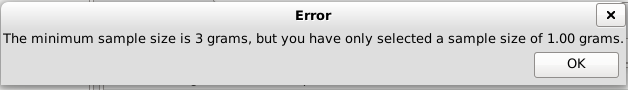 Error
The minimum sample size is 3 grams, but you have only selected a sample size of 1.00 grams.
OK